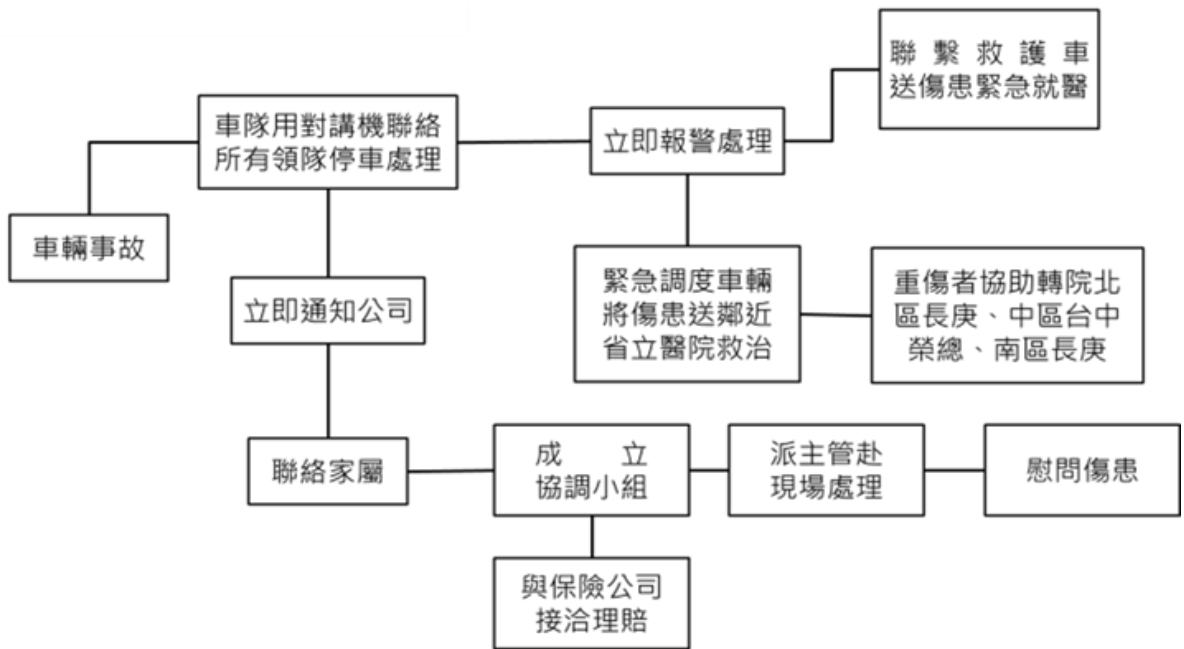 聯繫救護車
送傷患緊急就醫
車隊用對講機聯絡
所有領隊停車處理
立即報警處理
車輛事故
立即通知公司
緊急調度車輛
將傷患送鄰近
省立醫院救治
重傷者協助轉院北
區長庚、中區台中
榮總、南區長庚
聯絡家屬
成立
協調小組
派主管赴
現場處理
慰問傷患
與保險公司
接洽理賠